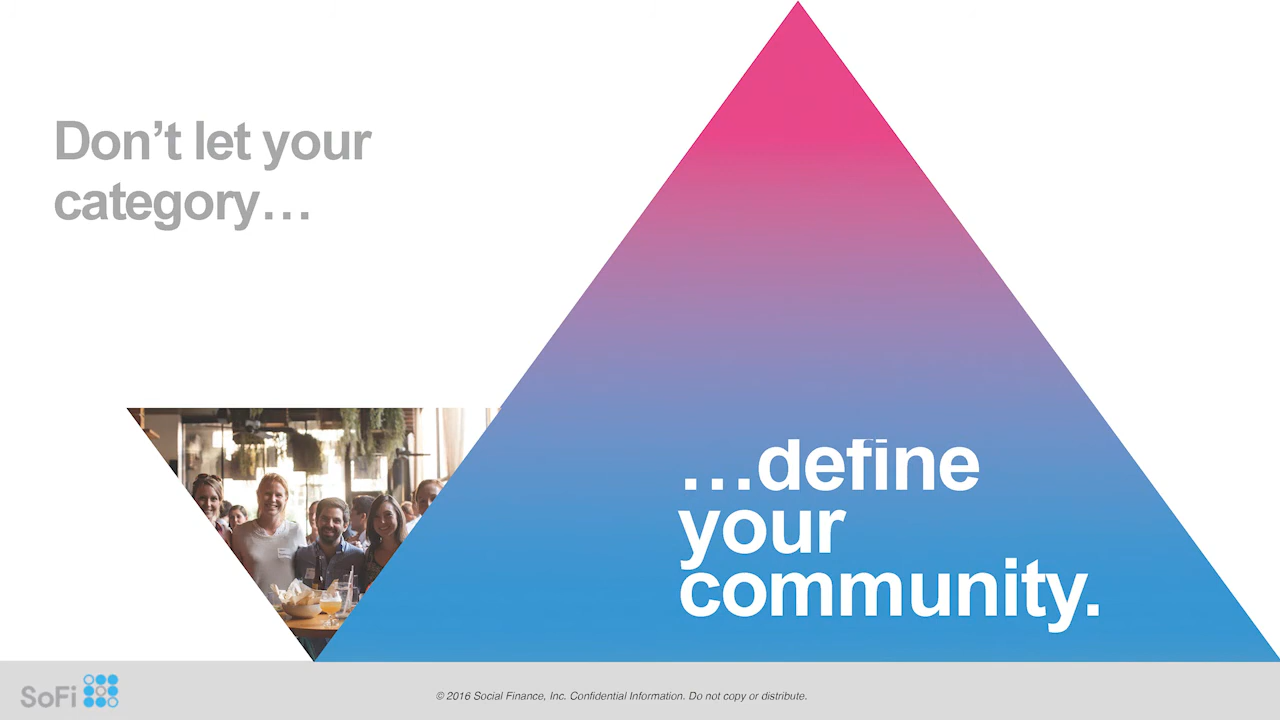 Don’t let your
category…
…define
your
community.
SoFi
© 2016 Social Finance, Inc. Confidential Information. Do not copy or distribute.